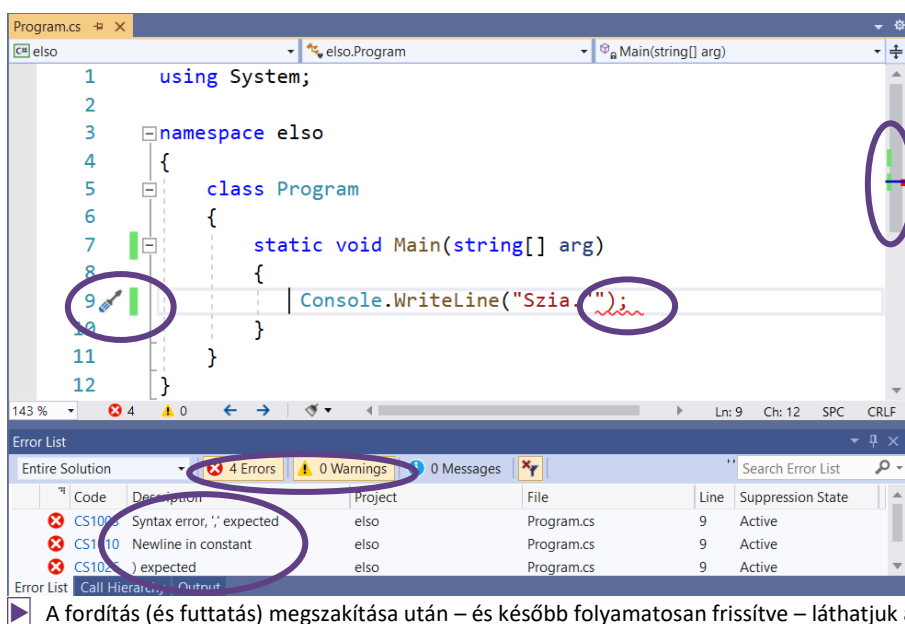 Program.cs
C# elso elso.Program Main(string[] arg)
1 using System;
2
3 namespace elso
4 {
5 class Program
6 {
7 static void Main(string[] arg)
8 {
9 Console.WriteLine("Szia."");
10 }
11 }
12 }
143 % 4 0 Ln: 9 Ch: 12 SPC CRLF
Error List
Entire Solution 4 Errors 0 Warnings 0 Messages Search Error List
Code Description Project File Line Suppression State
CS1003 Syntax error, ',' expected elso Program.cs 9 Active
CS1010 Newline in constant elso Program.cs 9 Active
CS1026 ) expected elso Program.cs 9 Active
Error List Call Hierarchy Output
A fordítás (és futtatás) megszakítása után – és később folyamatosan frissítve – láthatjuk a